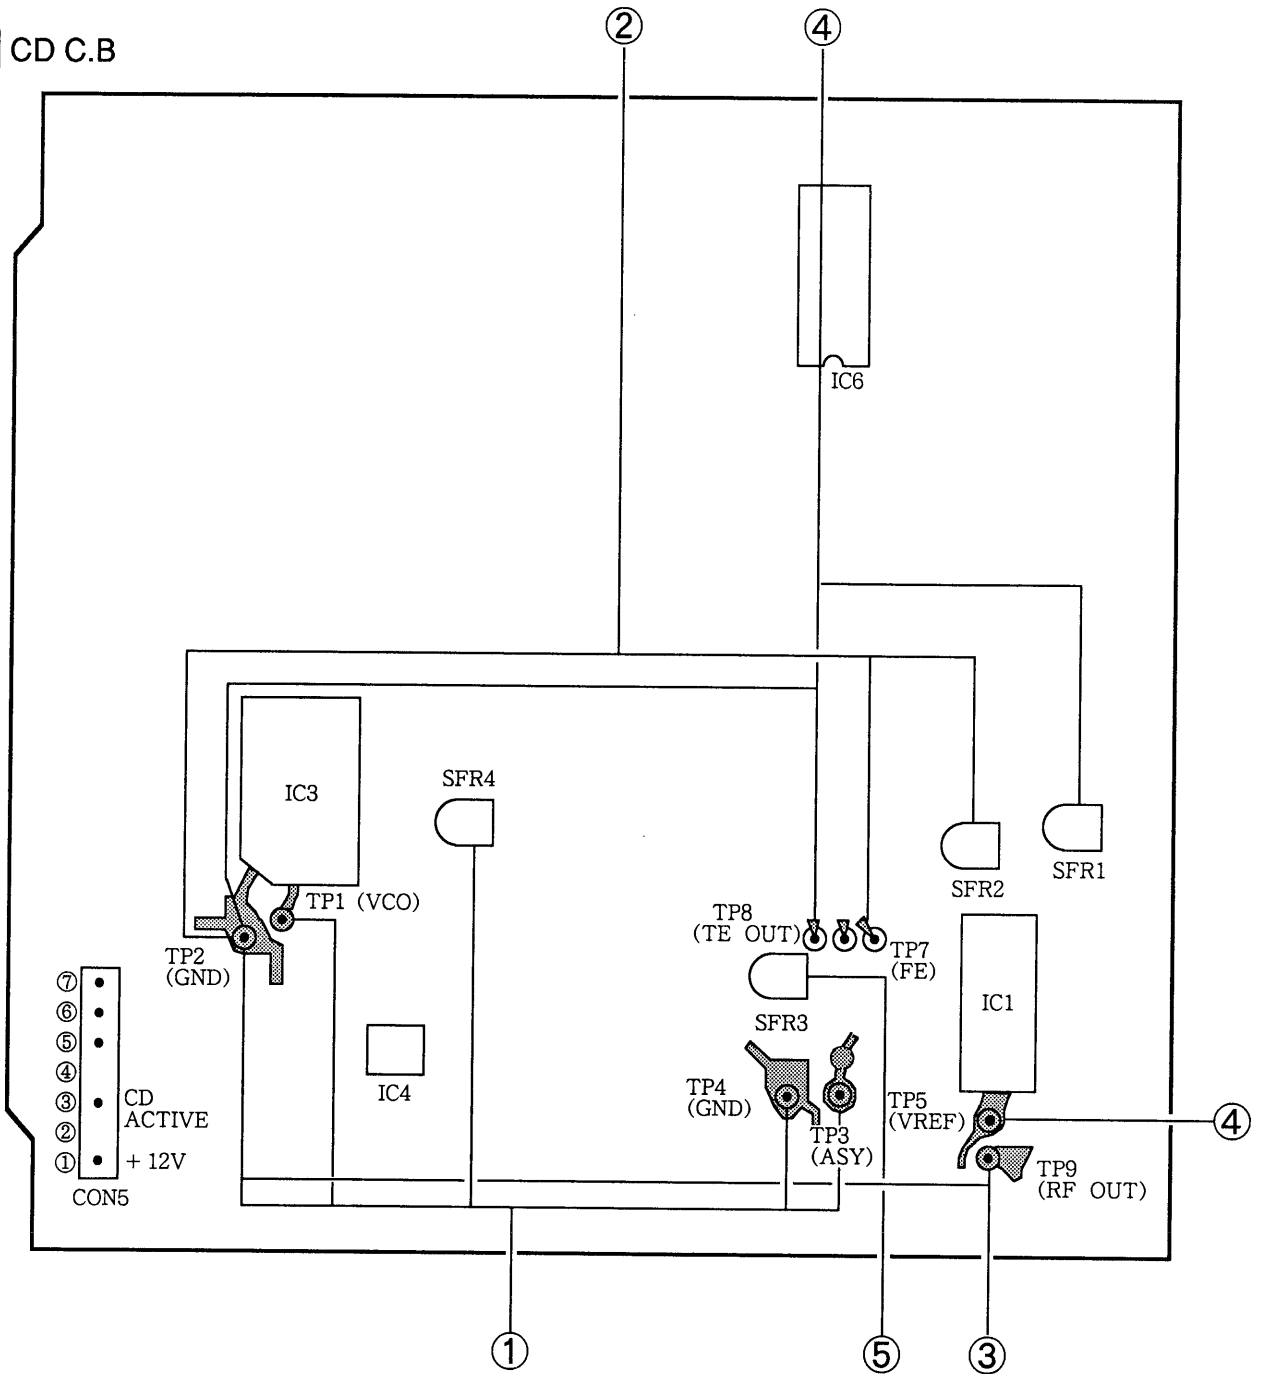 CD C.B
②
④
IC6
IC3
SFR4
SFR2
SFR1
TP1 (VCO)
TP2
(GND)
TP8
(TE OUT)
TP7
(FE)
SFR3
IC1
IC4
TP4
(GND)
TP3
(ASY)
TP5
(VREF)
④
TP9
(RF OUT)
⑦
⑥
⑤
④
③ CD
ACTIVE
②
① + 12V
CON5
①
⑤
③